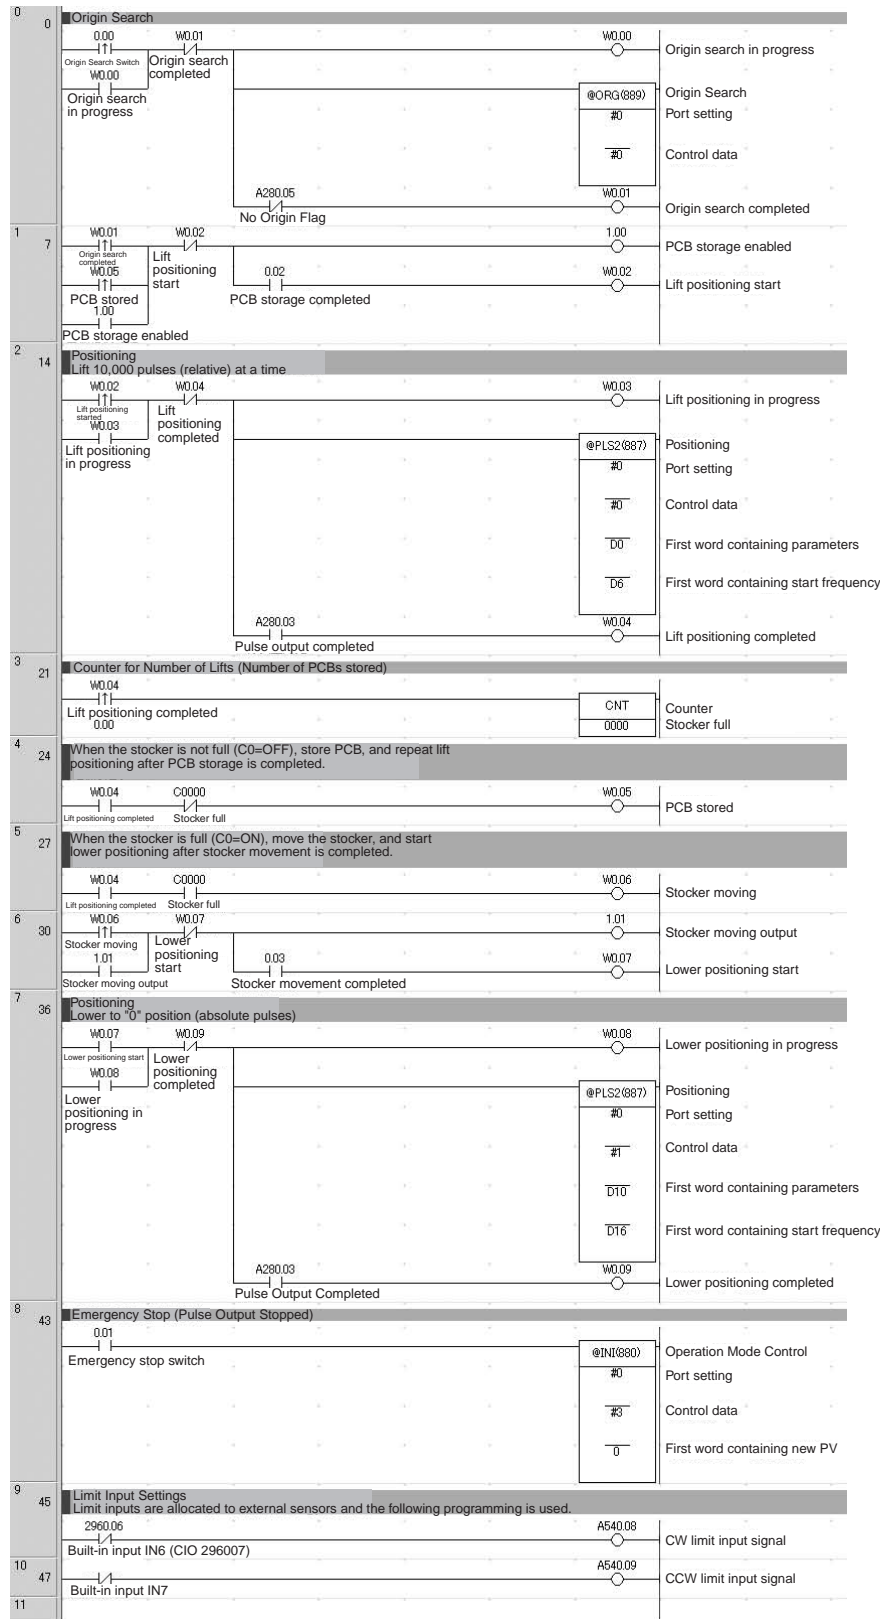 0
0
Origin Search
0.00
W0.01
W0.00
Origin search in progress
Origin Search Switch
Origin search
completed
W0.00
Origin search
in progress
@ORG(889)
Origin Search
#0
Port setting
#0
Control data
A280.05
No Origin Flag
W0.01
Origin search completed
1
7
W0.01
W0.02
1.00
PCB storage enabled
Origin search
completed
Lift
positioning
start
W0.05
PCB stored
0.02
PCB storage completed
W0.02
Lift positioning start
1.00
PCB storage enabled
2
14
Positioning
Lift 10,000 pulses (relative) at a time
W0.02
W0.04
W0.03
Lift positioning in progress
Lift positioning
started
Lift
positioning
completed
W0.03
Lift positioning
in progress
@PLS2(887)
Positioning
#0
Port setting
#0
Control data
D0
First word containing parameters
D6
First word containing start frequency
A280.03
Pulse output completed
W0.04
Lift positioning completed
3
21
Counter for Number of Lifts (Number of PCBs stored)
W0.04
Lift positioning completed
0.00
CNT
Counter
0000
Stocker full
4
24
When the stocker is not full (C0=OFF), store PCB, and repeat lift
positioning after PCB storage is completed.
W0.04
C0000
W0.05
PCB stored
Lift positioning completed
Stocker full
5
27
When the stocker is full (C0=ON), move the stocker, and start
lower positioning after stocker movement is completed.
W0.04
C0000
W0.06
Stocker moving
Lift positioning completed
Stocker full
6
30
W0.06
W0.07
1.01
Stocker moving output
Stocker moving
Lower
positioning
start
1.01
Stocker moving output
0.03
Stocker movement completed
W0.07
Lower positioning start
7
36
Positioning
Lower to "0" position (absolute pulses)
W0.07
W0.09
W0.08
Lower positioning in progress
Lower positioning start
Lower
positioning
completed
W0.08
Lower
positioning in
progress
@PLS2(887)
Positioning
#0
Port setting
#1
Control data
D10
First word containing parameters
D16
First word containing start frequency
A280.03
Pulse Output Completed
W0.09
Lower positioning completed
8
43
Emergency Stop (Pulse Output Stopped)
0.01
Emergency stop switch
@INI(880)
Operation Mode Control
#0
Port setting
#3
Control data
0
First word containing new PV
9
45
Limit Input Settings
Limit inputs are allocated to external sensors and the following programming is used.
2960.06
Built-in input IN6 (CIO 296007)
A540.08
CW limit input signal
10
47
Built-in input IN7
A540.09
CCW limit input signal
11